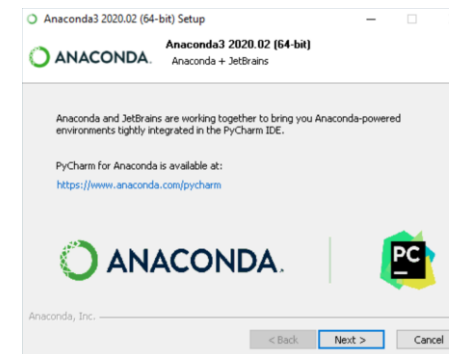 Anaconda3 2020.02 (64-bit) Setup
ANACONDA.
Anaconda3 2020.02 (64-bit)
Anaconda + JetBrains
Anaconda and JetBrains are working together to bring you Anaconda-powered
environments tightly integrated in the PyCharm IDE.
PyCharm for Anaconda is available at:
https://www.anaconda.com/pycharm
ANACONDA.
PC
Anaconda, Inc.
< Back
Next >
Cancel